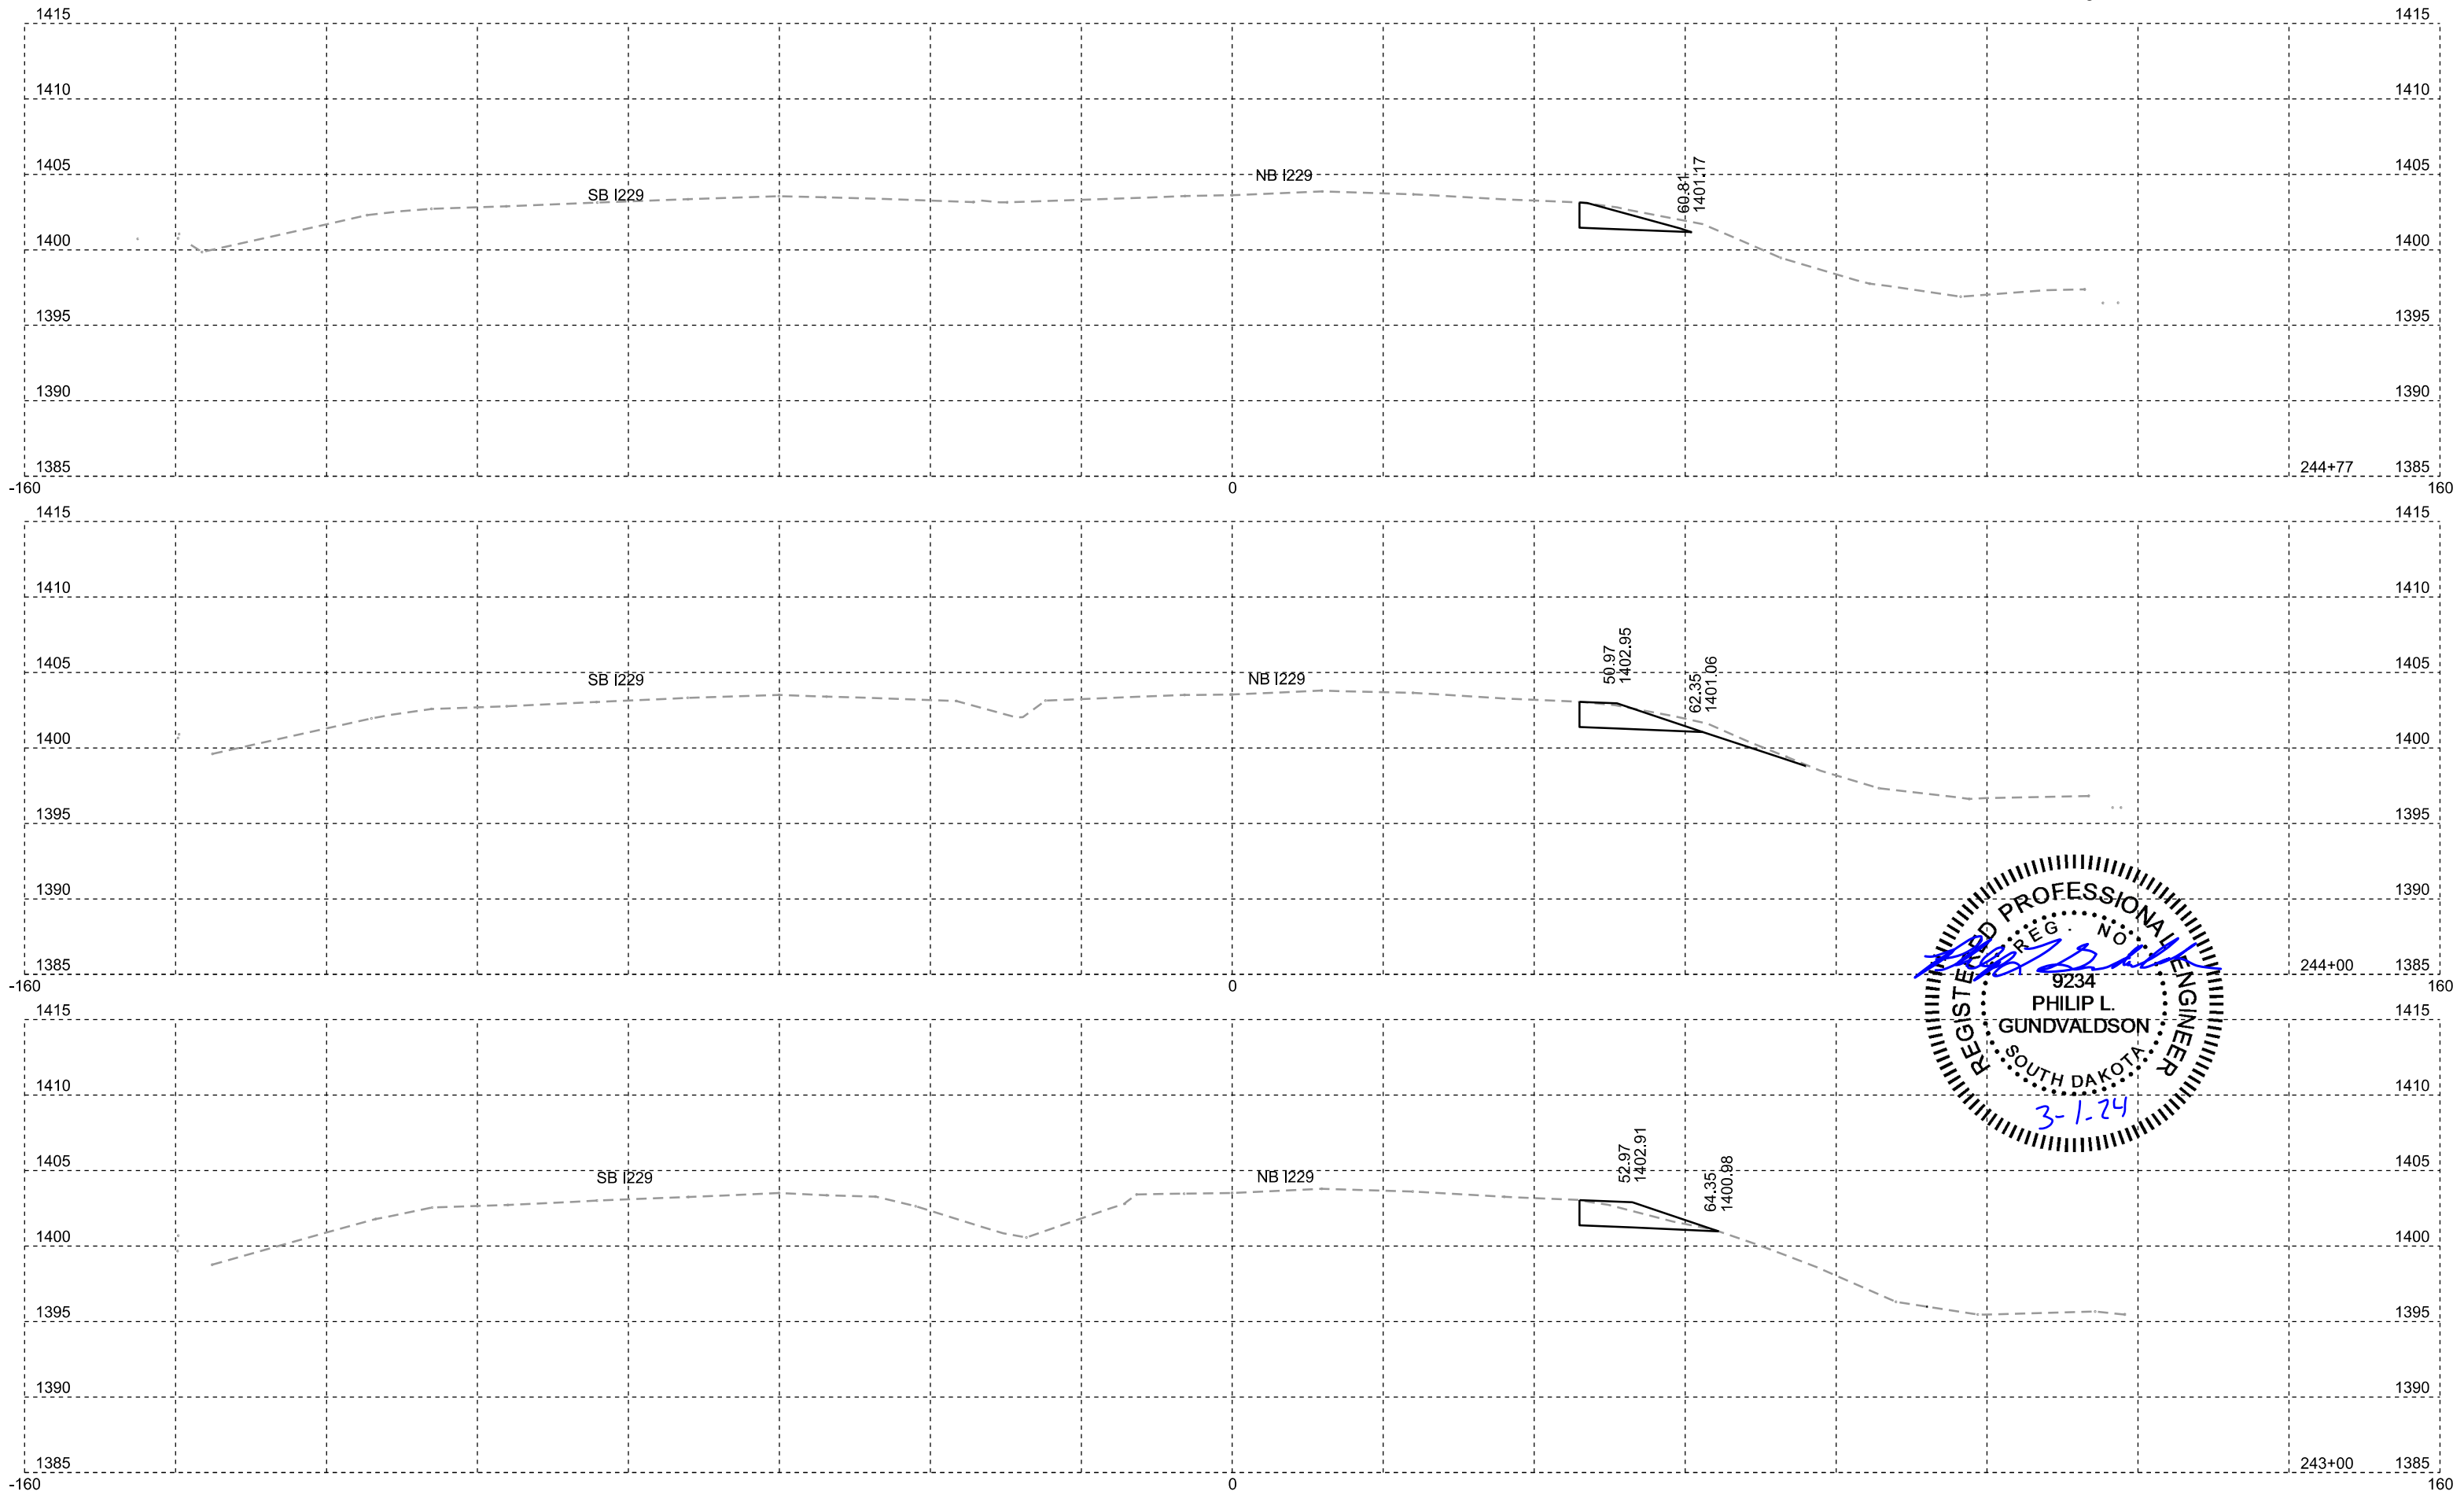 1415 1415
1410 1410
1405 1405
SB I229 NB I229 60.81 1401.17
1400 1400
1395 1395
1390 1390
1385 244+77 1385
-160 0 160
1415 1415
1410 1410
1405 1405
SB I229 NB I229 50.97 1402.95 62.35 1401.06
1400 1400
1395 1395
1390 1390
1385 244+00 1385
-160 0 160
REGISTERED PROFESSIONAL ENGINEER
REG. NO
9234
PHILIP L.
GUNDVALDSON
SOUTH DAKOTA
3-1-24
1415 1415
1410 1410
1405 1405
SB I229 NB I229 52.97 1402.91 64.35 1400.98
1400 1400
1395 1395
1390 1390
1385 243+00 1385
-160 0 160